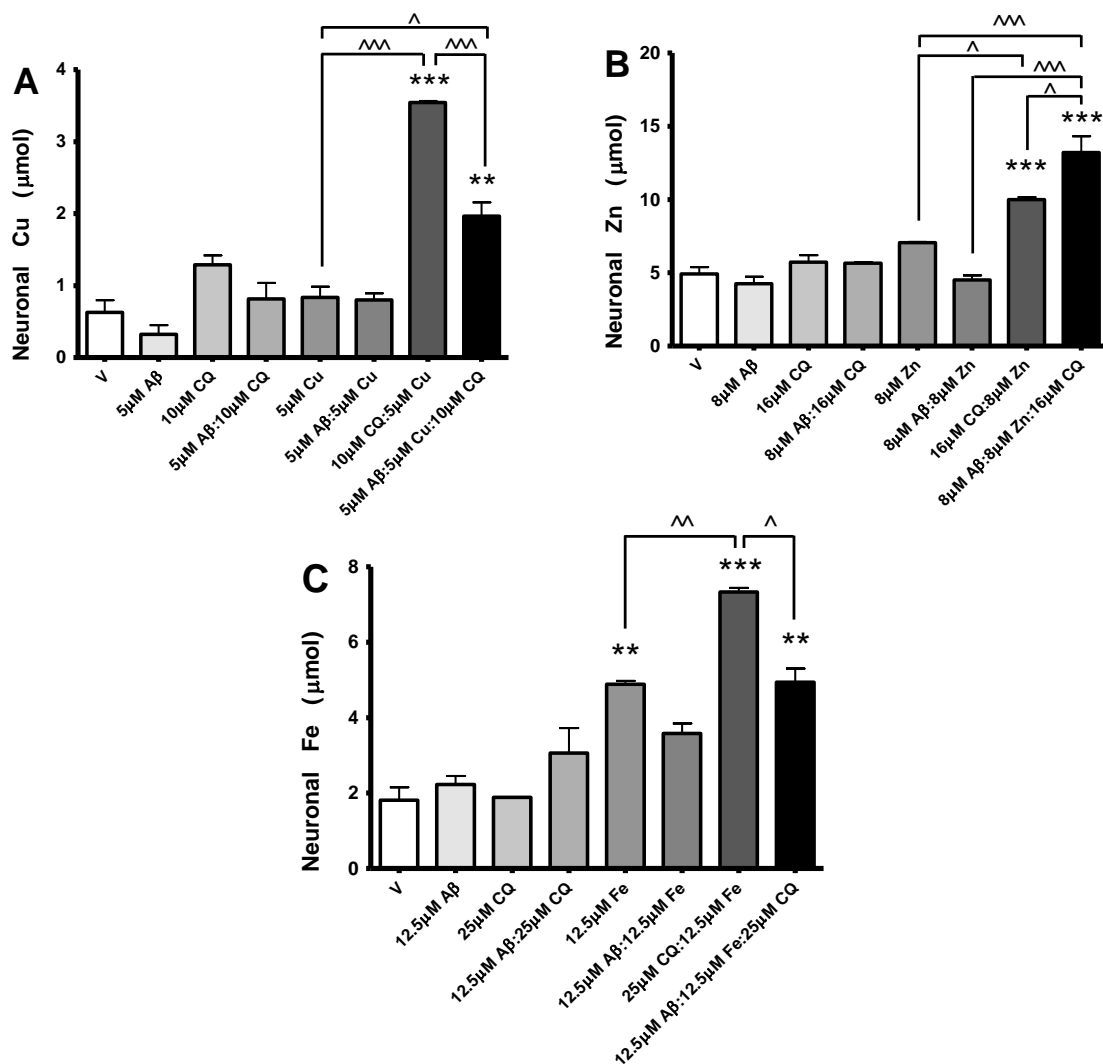 ^
^^^ ^^^
A
Neuronal Cu (µmol)
4
3
2
1
0
***
**
V
5µM Aβ
10µM CQ
5µM Aβ:10µM CQ
5µM Cu
5µM Aβ:5µM Cu
10µM CQ:5µM Cu
5µM Aβ:5µM Cu:10µM CQ
^^^
^
^^^
^
B
Neuronal Zn (µmol)
20
15
10
5
0
***
***
V
8µM Aβ
16µM CQ
8µM Aβ:16µM CQ
8µM Zn
8µM Aβ:8µM Zn
16µM CQ:8µM Zn
8µM Aβ:8µM Zn:16µM CQ
^^ ^
C
Neuronal Fe (µmol)
8
6
4
2
0
**
***
**
V
12.5µM Aβ
25µM CQ
12.5µM Aβ:25µM CQ
12.5µM Fe
12.5µM Aβ:12.5µM Fe
25µM CQ:12.5µM Fe
12.5µM Aβ:12.5µM Fe:25µM CQ